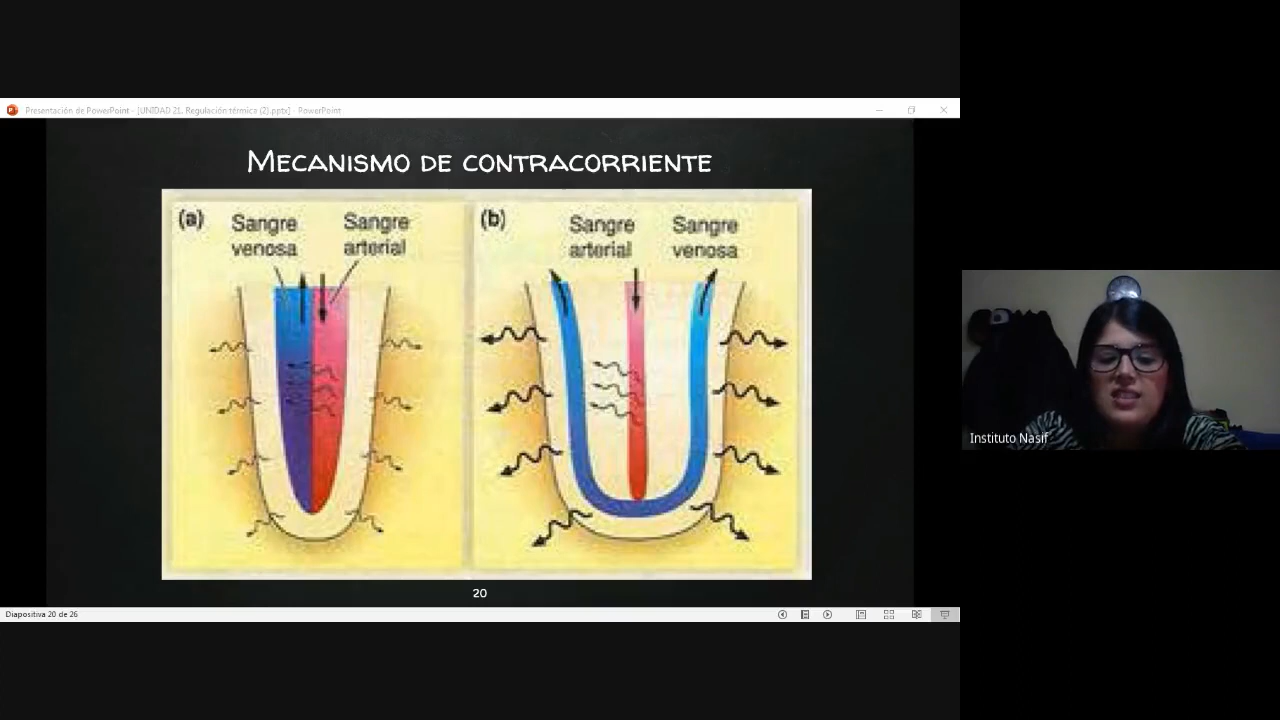 Presentación de PowerPoint - [UNIDAD 21. Regulación térmica (2).pptx] - PowerPoint
MECANISMO DE CONTRACORRIENTE
(a)
Sangre
venosa
Sangre
arterial
(b)
Sangre
arterial
Sangre
venosa
Instituto Nasif
20
Diapositiva 20 de 26